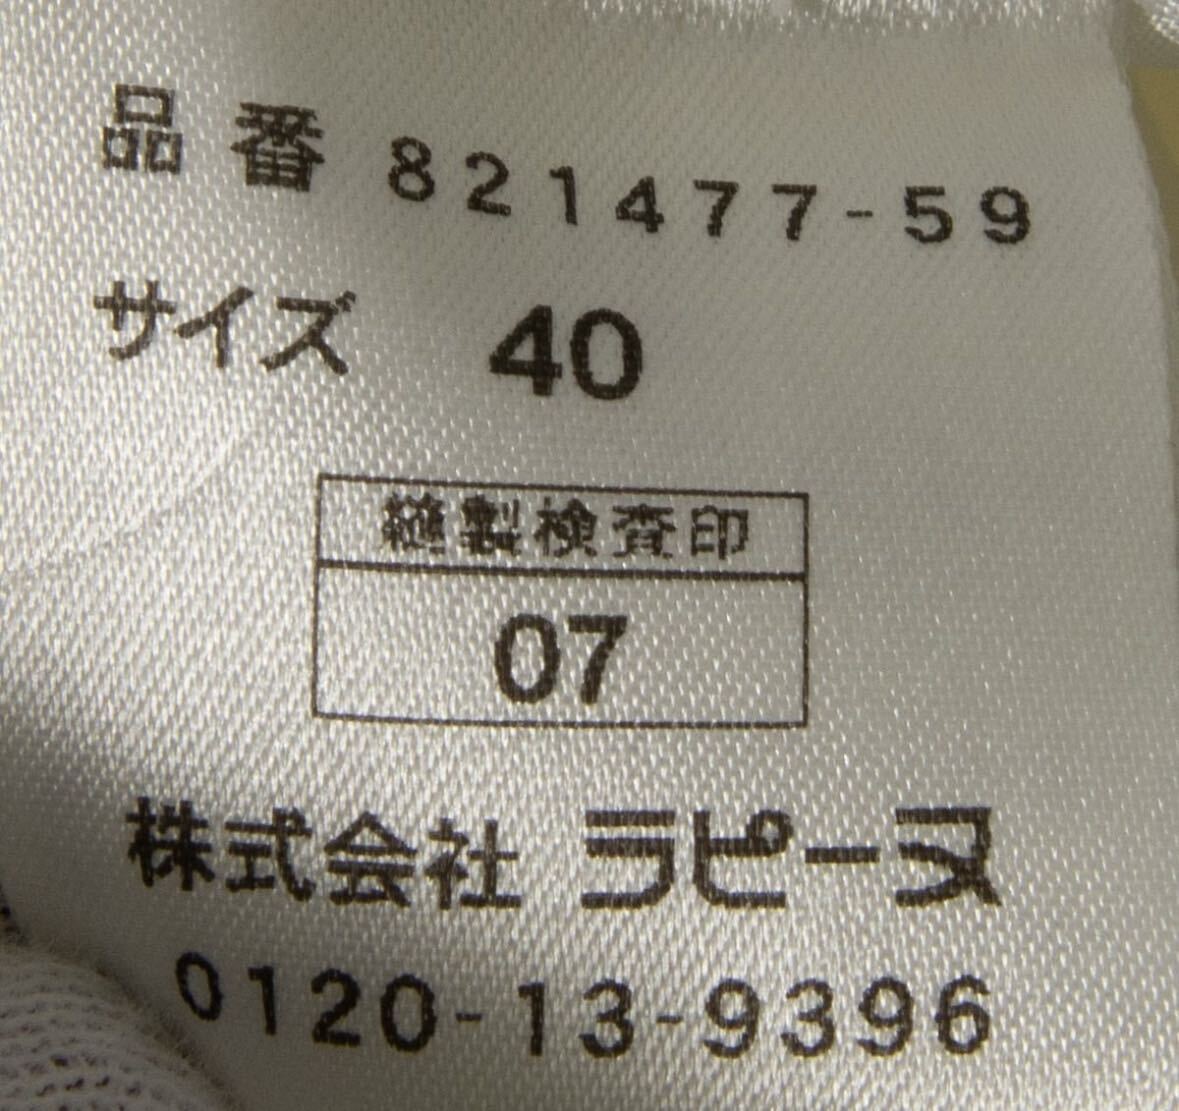 品番 821477-59
サイズ 40
縫製検査印
07
株式会社 ラピーヌ
0120-13-9396